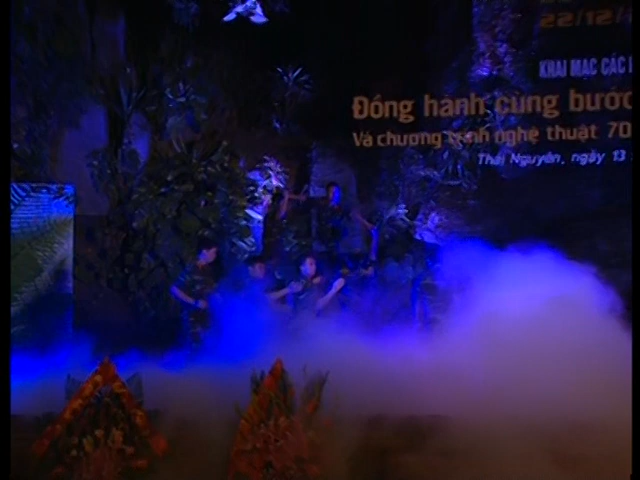 22/12/
KHAI MẠC CÁC
Đồng hành cùng bước
Và chương trình nghệ thuật 70
Thái Nguyên, ngày 13